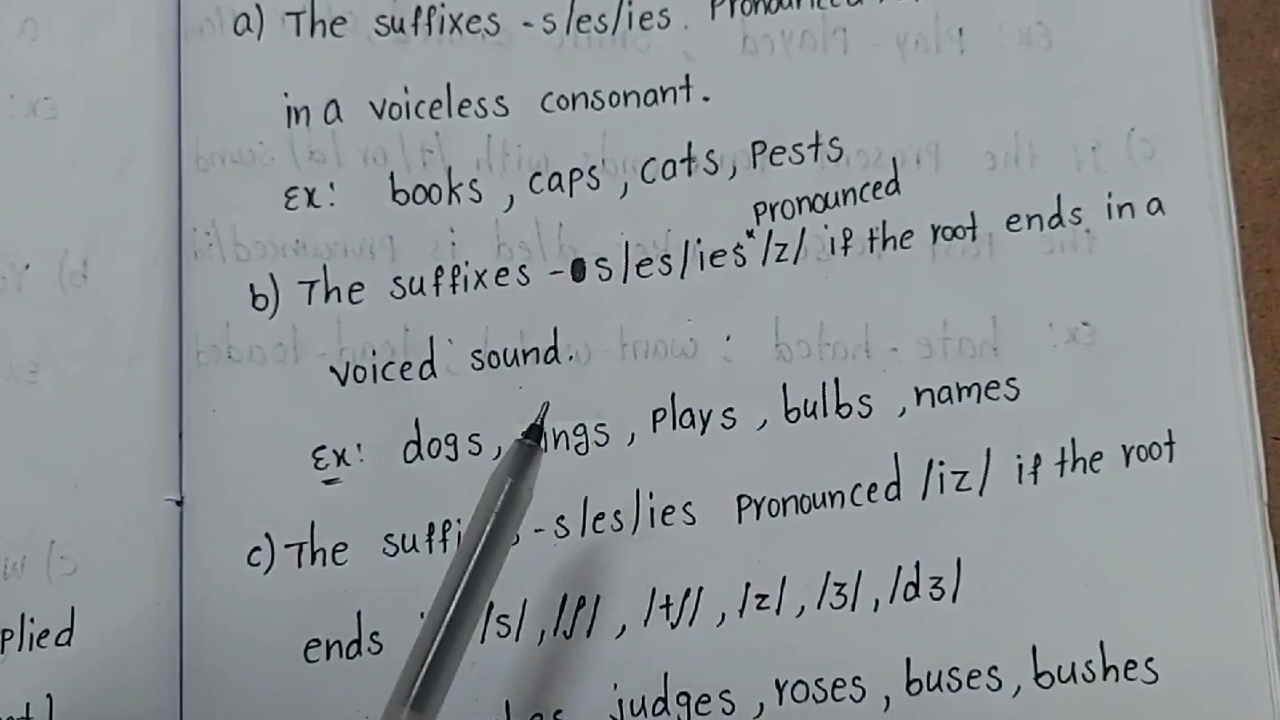 a) The suffixes -s/es/ies. Pronounced
in a voiceless consonant.
Ex: books, caps, cats, Pests
pronounced
b) The suffixes -s/es/ies /z/ if the root ends in a
voiced sound.
Ex: dogs, plays, bulbs, names
c) The -s/es/ies Pronounced /iz/ if the root
ends /s/, /ʃ/, /tʃ/, /z/, /ʒ/, /dʒ/
judges, roses, buses, bushes
plied